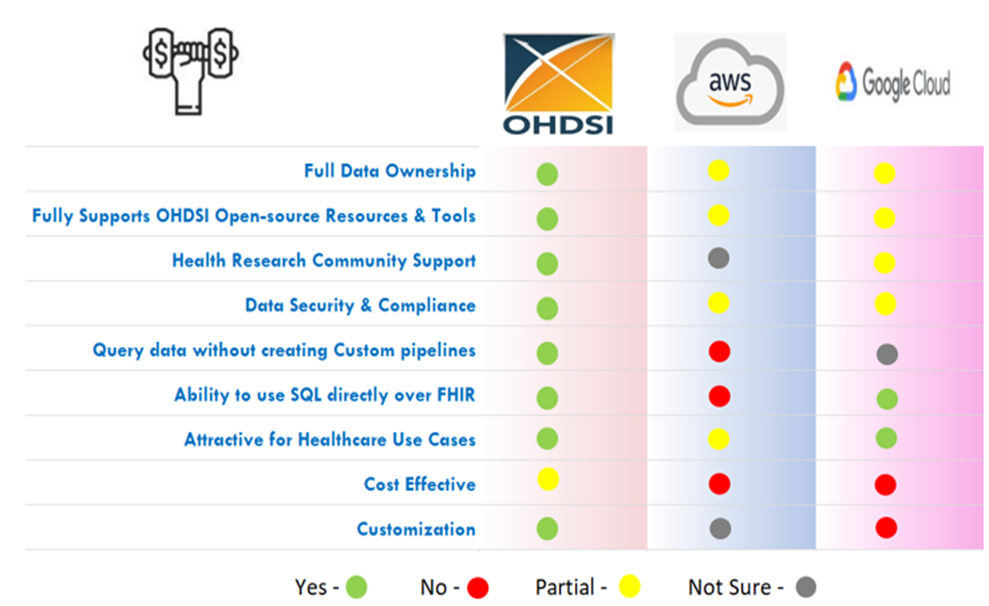 $ $
OHDSI
aws
Google Cloud
Full Data Ownership
Fully Supports OHDSI Open-source Resources & Tools
Health Research Community Support
Data Security & Compliance
Query data without creating Custom pipelines
Ability to use SQL directly over FHIR
Attractive for Healthcare Use Cases
Cost Effective
Customization
Yes - No - Partial - Not Sure -